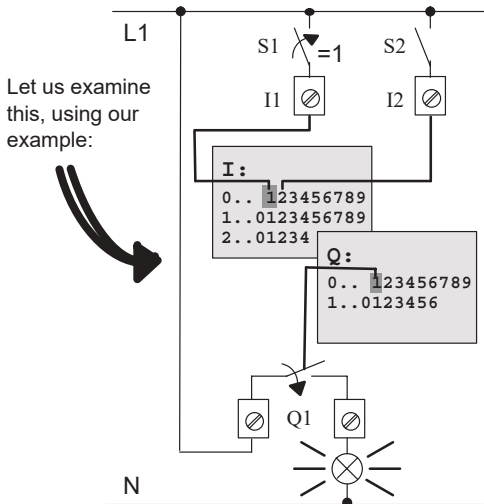 L1
S1
=1
S2
Let us examine
this, using our
example:
I1
I2
I:
0.. 123456789
1..0123456789
2..01234
Q:
0.. 123456789
1..0123456
Q1
N